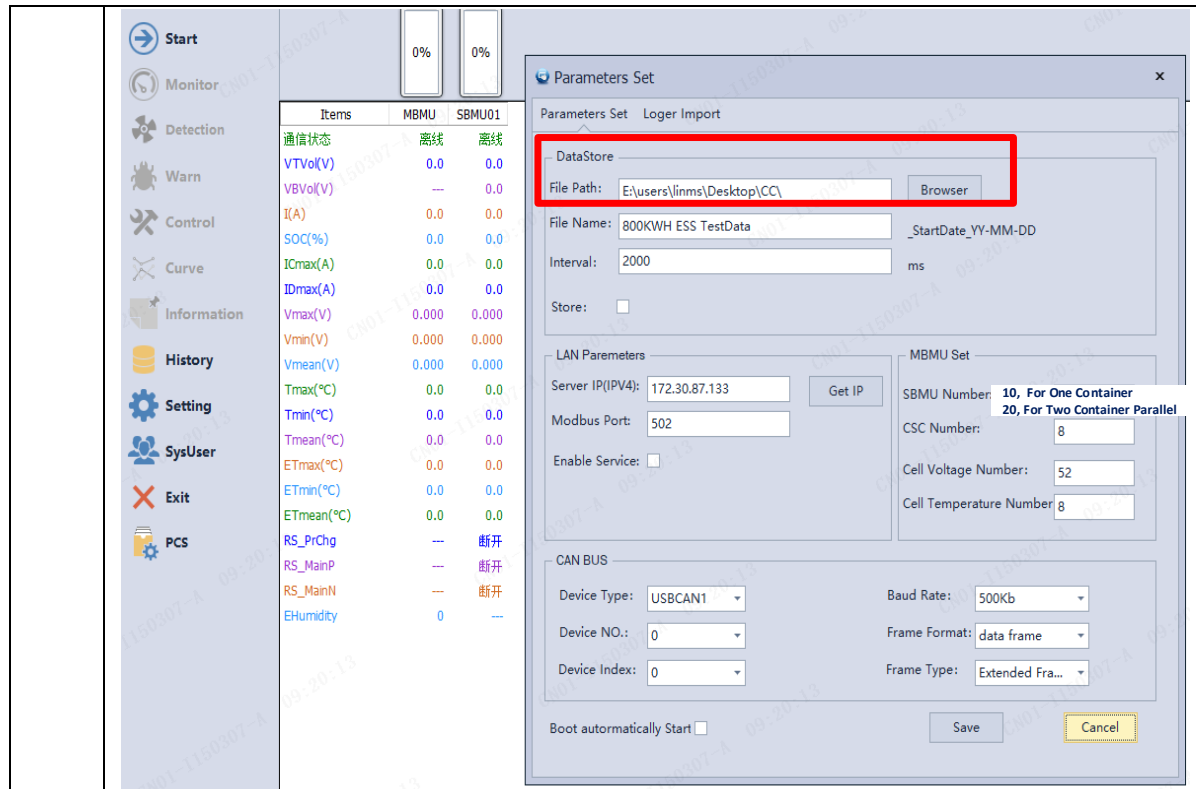 Start
Monitor
Detection
Warn
Control
Curve
Information
History
Setting
SysUser
Exit
PCS
0% 0%
Items MBMU SBMU01
通信状态 离线 离线
VTVol(V) 0.0 0.0
VBVol(V) --- 0.0
I(A) 0.0 0.0
SOC(%) 0.0 0.0
ICmax(A) 0.0 0.0
IDmax(A) 0.0 0.0
Vmax(V) 0.000 0.000
Vmin(V) 0.000 0.000
Vmean(V) 0.000 0.000
Tmax(℃) 0.0 0.0
Tmin(℃) 0.0 0.0
Tmean(℃) 0.0 0.0
ETmax(℃) 0.0 0.0
ETmin(℃) 0.0 0.0
ETmean(℃) 0.0 0.0
RS_PrChg --- 断开
RS_MainP --- 断开
RS_MainN --- 断开
EHumidity 0 ---
Parameters Set x
Parameters Set Loger Import
DataStore
File Path: E:\users\linms\Desktop\CC\ Browser
File Name: 800KWH ESS TestData _StartDate_YY-MM-DD
Interval: 2000 ms
Store:
LAN Paremeters
Server IP(IPV4): 172.30.87.133 Get IP
Modbus Port: 502
Enable Service:
MBMU Set
SBMU Number: 10, For One Container
20, For Two Container Parallel
CSC Number: 8
Cell Voltage Number: 52
Cell Temperature Number 8
CAN BUS
Device Type: USBCAN1 Baud Rate: 500Kb
Device NO.: 0 Frame Format: data frame
Device Index: 0 Frame Type: Extended Fra...
Boot automatically Start Save Cancel
CN01-I150307-A 09:20:13